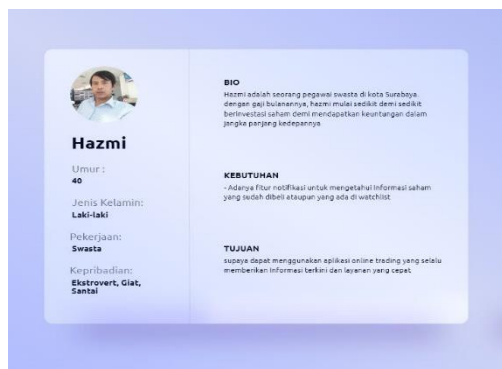 Hazmi
Umur :
40
Jenis Kelamin:
Laki-laki
Pekerjaan:
Swasta
Kepribadian:
Ekstrovert, Giat,
Santai
BIO
Hazmi adalah seorang pegawai swasta di kota Surabaya.
dengan gaji bulanannya, hazmi mulai sedikit demi sedikit
berinvestasi saham demi mendapatkan keuntungan dalam
jangka panjang kedepannya
KEBUTUHAN
- Adanya fitur notifikasi untuk mengetahui Informasi saham
yang sudah dibeli ataupun yang ada di watchlist
TUJUAN
supaya dapat menggunakan aplikasi online trading yang selalu
memberikan Informasi terkini dan layanan yang cepat